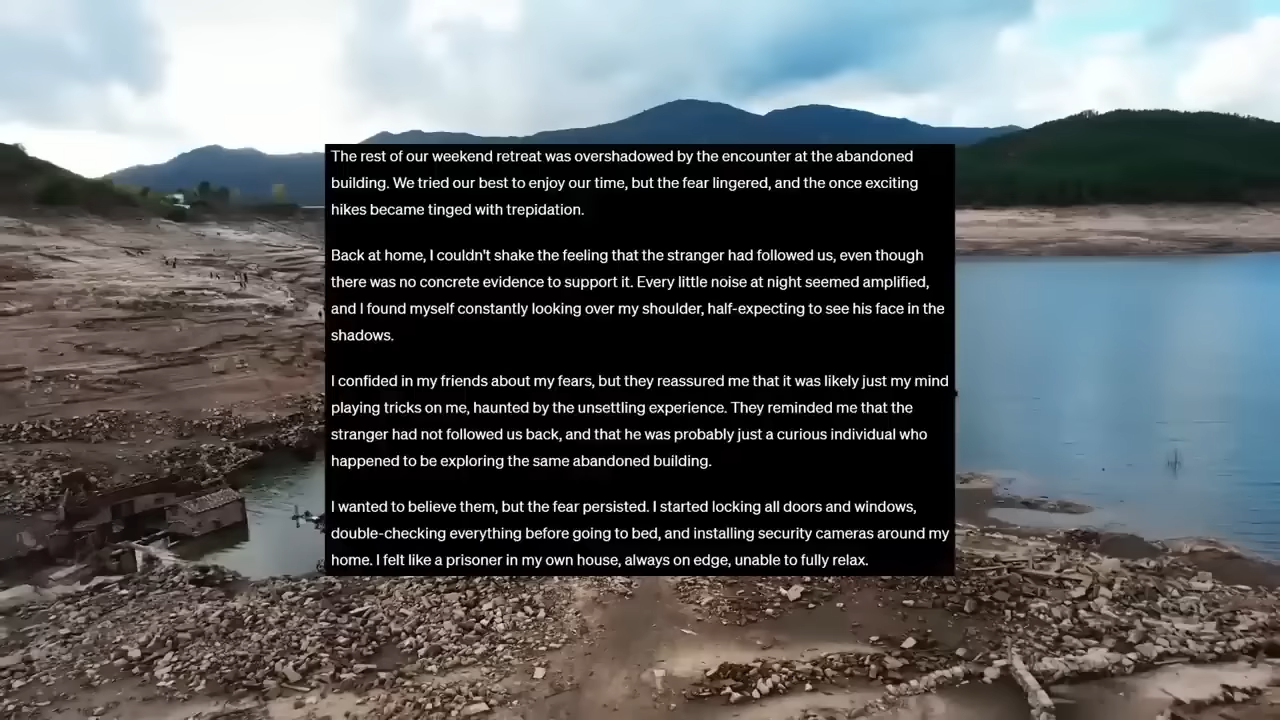 The rest of our weekend retreat was overshadowed by the encounter at the abandoned
building. We tried our best to enjoy our time, but the fear lingered, and the once exciting
hikes became tinged with trepidation.
Back at home, I couldn't shake the feeling that the stranger had followed us, even though
there was no concrete evidence to support it. Every little noise at night seemed amplified,
and I found myself constantly looking over my shoulder, half-expecting to see his face in the
shadows.
I confided in my friends about my fears, but they reassured me that it was likely just my mind
playing tricks on me, haunted by the unsettling experience. They reminded me that the
stranger had not followed us back, and that he was probably just a curious individual who
happened to be exploring the same abandoned building.
I wanted to believe them, but the fear persisted. I started locking all doors and windows,
double-checking everything before going to bed, and installing security cameras around my
home. I felt like a prisoner in my own house, always on edge, unable to fully relax.